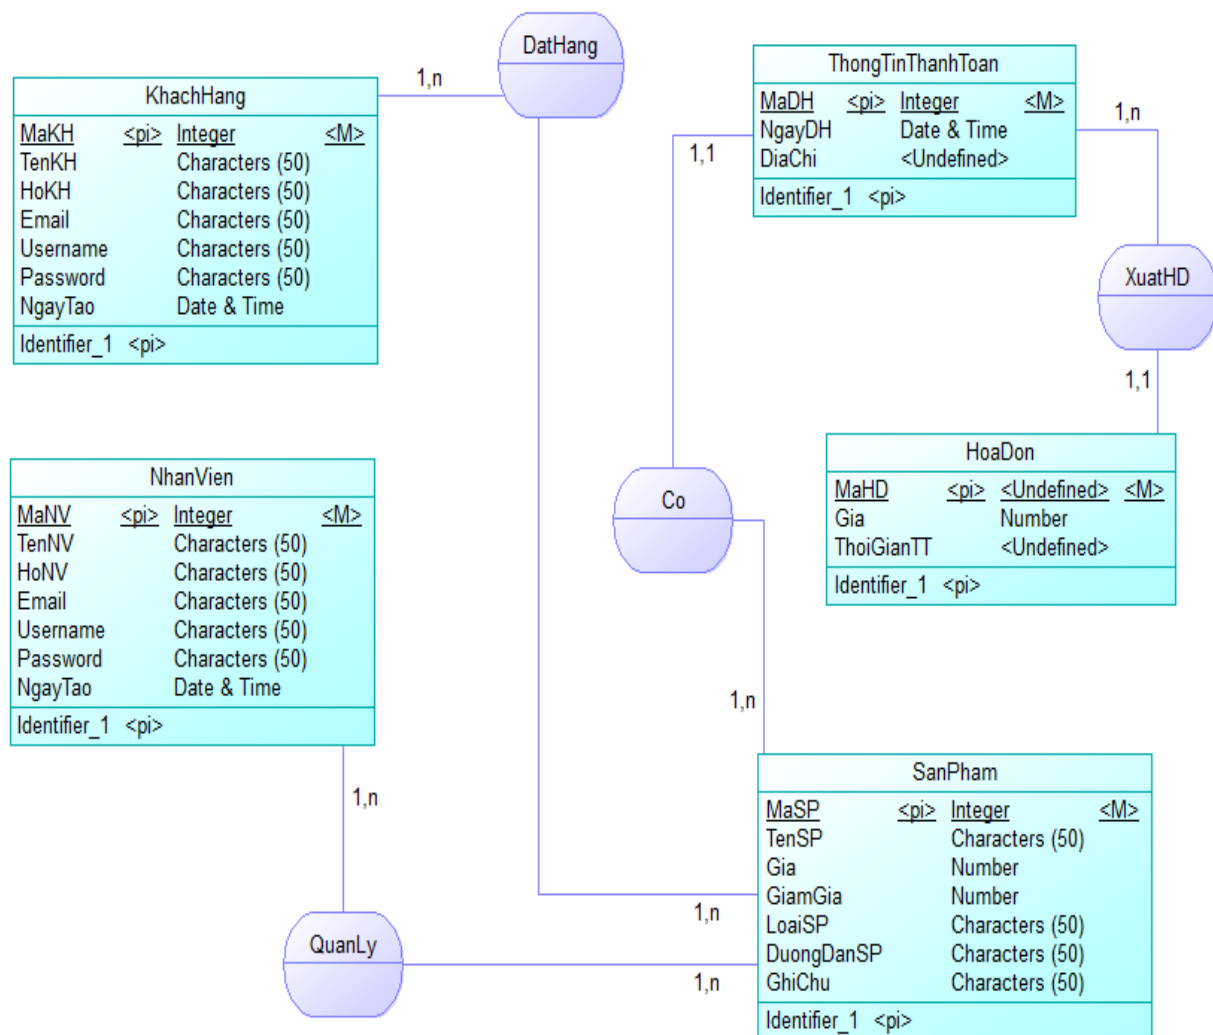 DatHang
1,n
KhachHang
MaKH <pi> Integer <M>
TenKH Characters (50)
HoKH Characters (50)
Email Characters (50)
Username Characters (50)
Password Characters (50)
NgayTao Date & Time
Identifier_1 <pi>
ThongTinThanhToan
MaDH <pi> Integer <M>
NgayDH Date & Time
DiaChi <Undefined>
Identifier_1 <pi>
1,n
1,1
XuatHD
1,1
HoaDon
MaHD <pi> <Undefined> <M>
Gia Number
ThoiGianTT <Undefined>
Identifier_1 <pi>
NhanVien
MaNV <pi> Integer <M>
TenNV Characters (50)
HoNV Characters (50)
Email Characters (50)
Username Characters (50)
Password Characters (50)
NgayTao Date & Time
Identifier_1 <pi>
Co
1,n
1,n
SanPham
MaSP <pi> Integer <M>
TenSP Characters (50)
Gia Number
GiamGia Number
LoaiSP Characters (50)
DuongDanSP Characters (50)
GhiChu Characters (50)
Identifier_1 <pi>
1,n
QuanLy
1,n